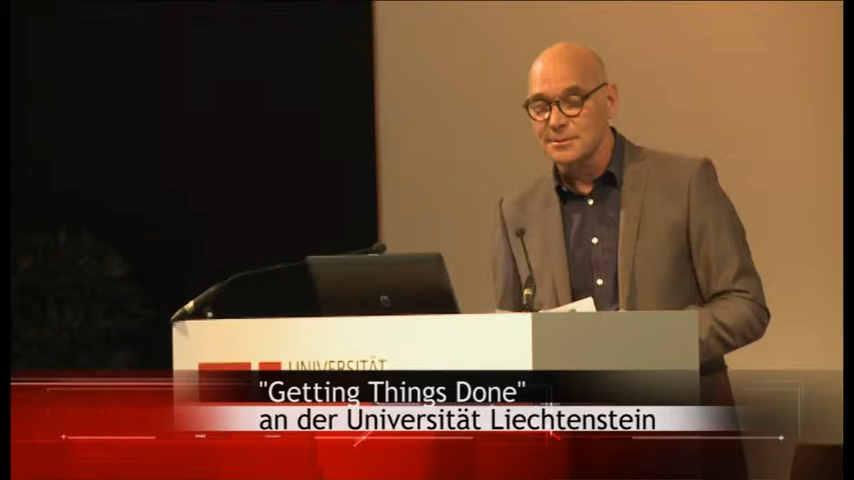 UNIVERSITÄT
"Getting Things Done"
an der Universität Liechtenstein